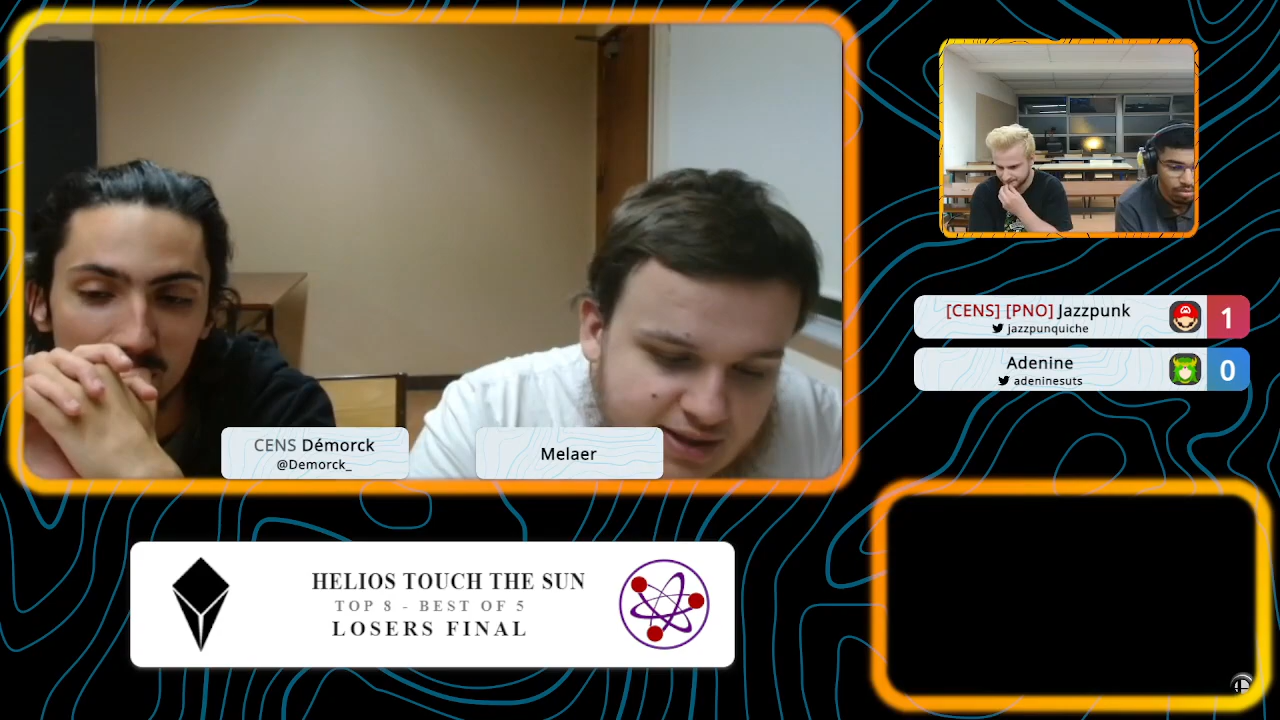 [CENS] [PNO] Jazzpunk
jazzpunquiche
1
Adenine
adeninesuts
0
CENS Démorck
@Demorck_
Melaer
HELIOS TOUCH THE SUN
TOP 8 - BEST OF 5
LOSERS FINAL